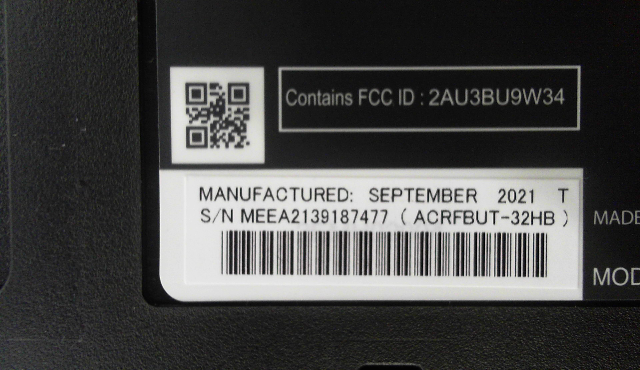 Contains FCC ID : 2AU3BU9W34
MANUFACTURED: SEPTEMBER 2021 T
S/N MEEA2139187477 ( ACRFBUT-32HB )
MADE
MOD